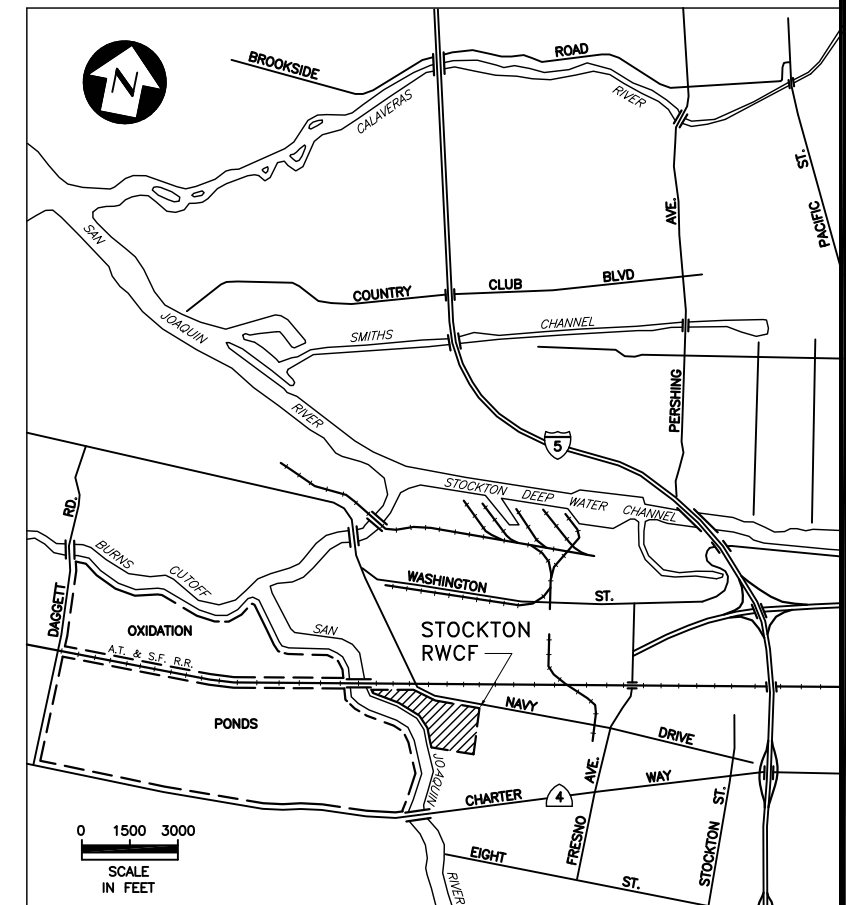 N
BROOKSIDE ROAD
CALAVERAS RIVER
ST.
PACIFIC
AVE.
PERSHING
SAN JOAQUIN RIVER
COUNTRY CLUB BLVD
SMITHS CHANNEL
5
STOCKTON DEEP WATER CHANNEL
DAGGETT RD.
BURNS CUTOFF
WASHINGTON ST.
OXIDATION
PONDS
A.T. & S.F. R.R.
SAN JOAQUIN RIVER
STOCKTON
RWCF
NAVY DRIVE
CHARTER WAY
4
FRESNO AVE.
STOCKTON ST.
EIGHT ST.
0 1500 3000
SCALE
IN FEET